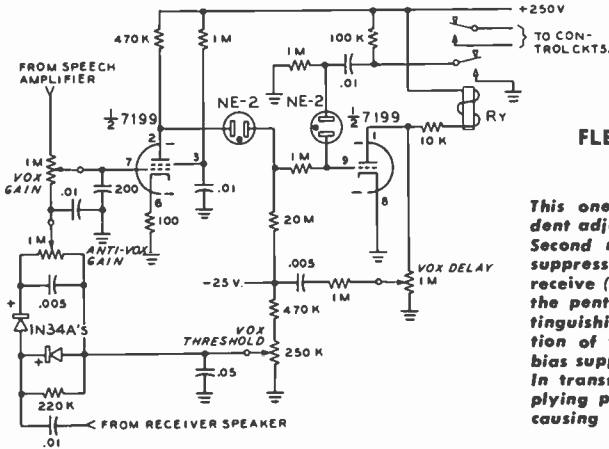 +250V
470K
1M
100K
TO CON-
TROL CKTS.
FROM SPEECH
AMPLIFIER
1M
.01
NE-2
NE-2
½ 7199
½ 7199
RY
10K
2
3
7
6
1
9
8
1M
VOX
GAIN
.01
200
.01
100
1M
20M
1M
ANTI-VOX
GAIN
.005
-25 V.
.005
1M
VOX DELAY
1M
+
1N34A'S
+
VOX
THRESHOLD
470K
250 K
.05
220K
.01
FROM RECEIVER SPEAKER
FLE
This one
dent adj
Second
suppress
receive (
the pent
tinguishi
tion of
bias supp
In trans
plying p
causing